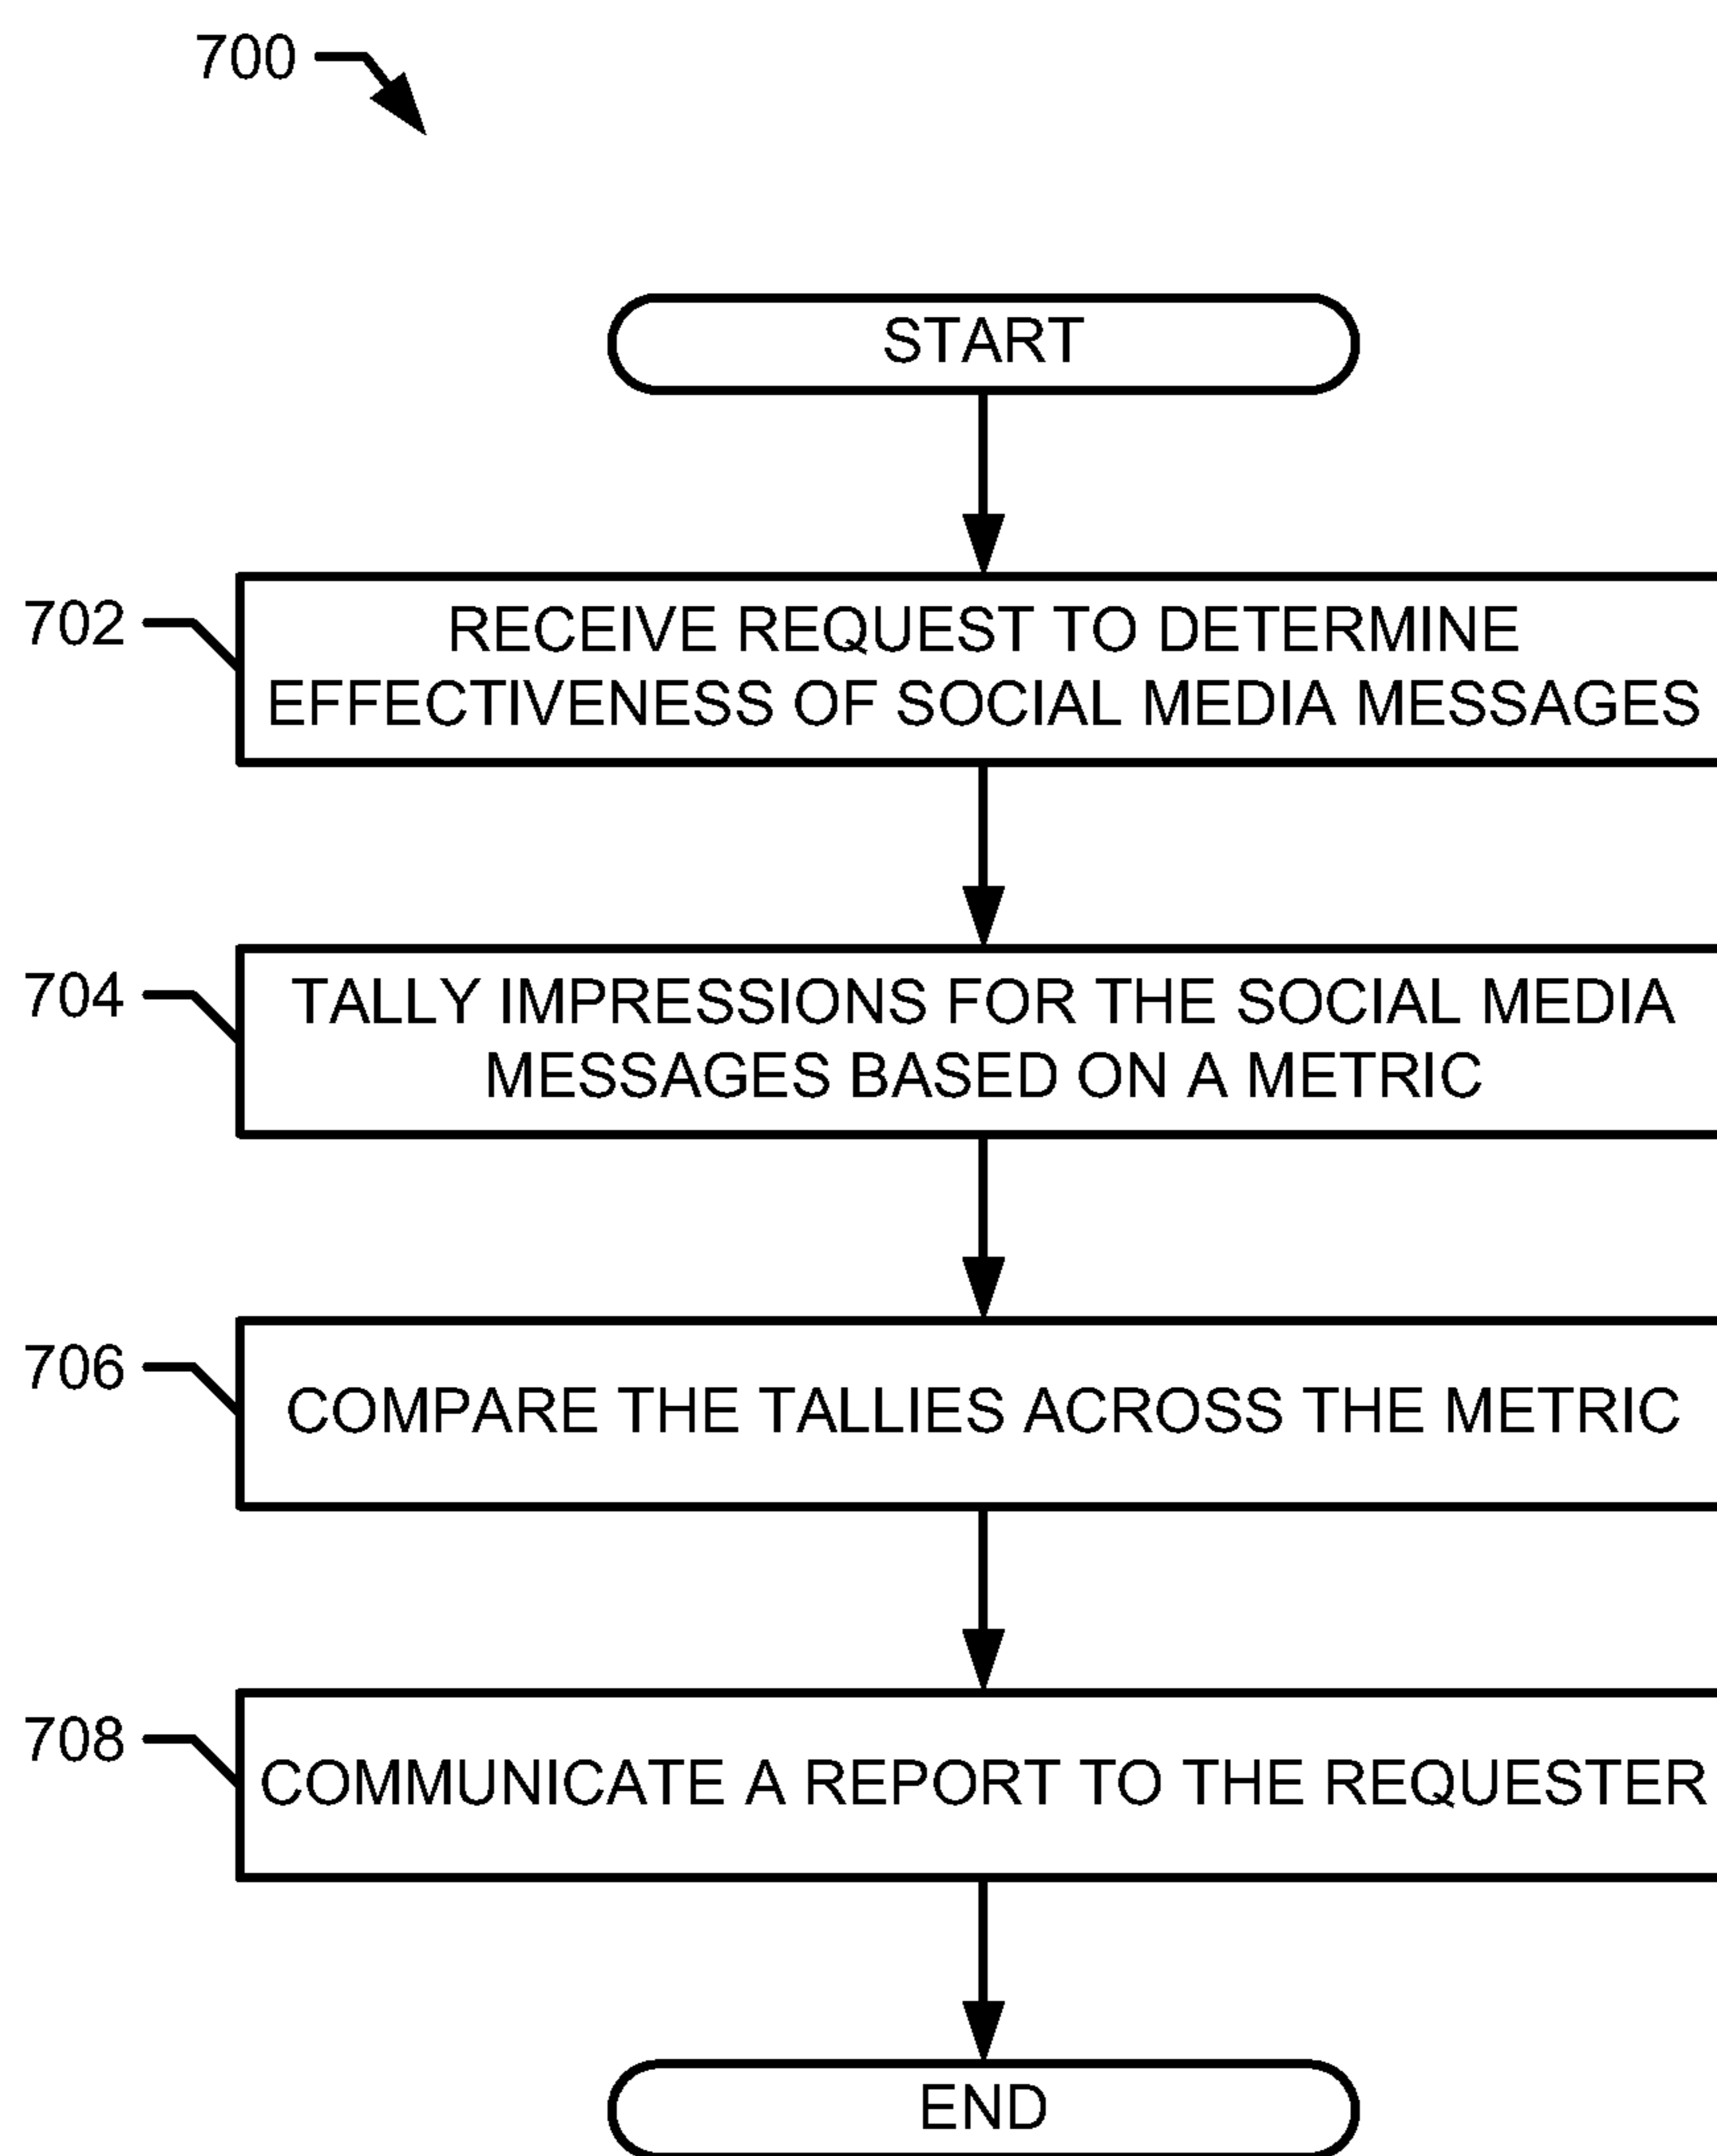 700
START
702
RECEIVE REQUEST TO DETERMINE
EFFECTIVENESS OF SOCIAL MEDIA MESSAGES
704
TALLY IMPRESSIONS FOR THE SOCIAL MEDIA
MESSAGES BASED ON A METRIC
706
COMPARE THE TALLIES ACROSS THE METRIC
708
COMMUNICATE A REPORT TO THE REQUESTER
END